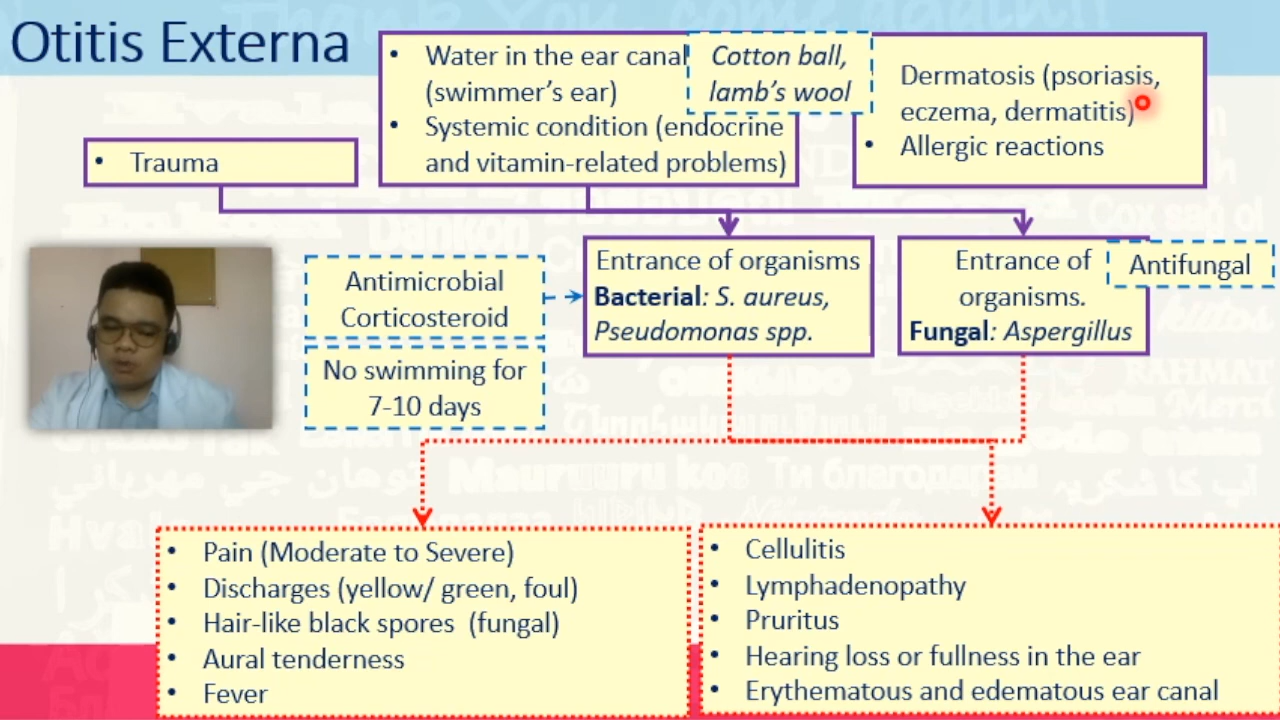 Otitis Externa
• Water in the ear canal
(swimmer's ear)
• Systemic condition (endocrine
and vitamin-related problems)
Cotton ball,
lamb's wool
Dermatosis (psoriasis,
eczema, dermatitis)
• Allergic reactions
• Trauma
Antimicrobial
Corticosteroid
No swimming for
7-10 days
Entrance of organisms
Bacterial: S. aureus,
Pseudomonas spp.
Entrance of
organisms.
Fungal: Aspergillus
Antifungal
• Pain (Moderate to Severe)
• Discharges (yellow/ green, foul)
• Hair-like black spores (fungal)
• Aural tenderness
• Fever
• Cellulitis
• Lymphadenopathy
• Pruritus
• Hearing loss or fullness in the ear
• Erythematous and edematous ear canal